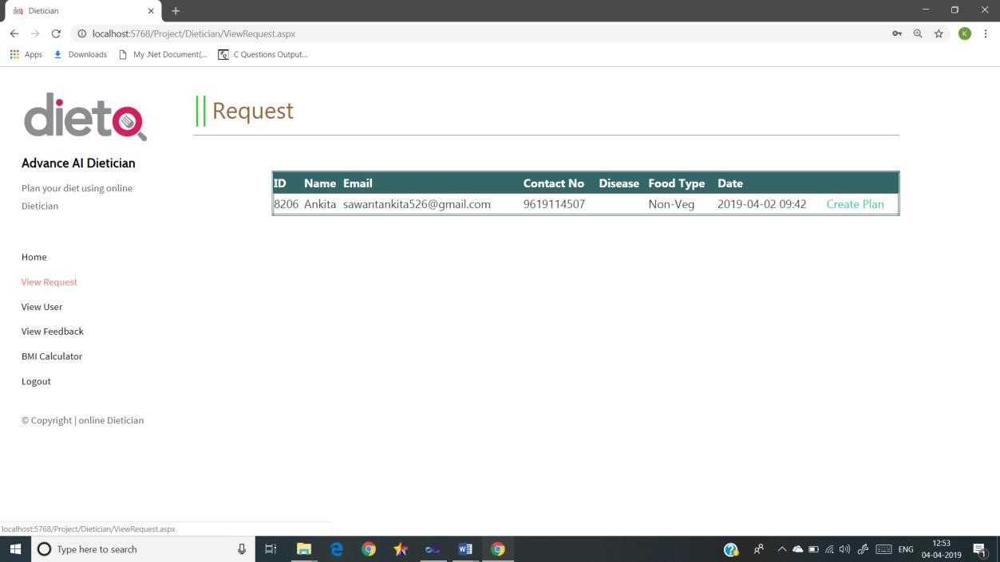 Dietician
localhost:5768/Project/Dietician/ViewRequest.aspx
K
Apps Downloads My .Net Document(... C Questions Output...
dieto
Request
Advance AI Dietician
Plan your diet using online
Dietician
ID Name Email Contact No Disease Food Type Date
8206 Ankita sawantankita526@gmail.com 9619114507 Non-Veg 2019-04-02 09:42 Create Plan
Home
View Request
View User
View Feedback
BMI Calculator
Logout
© Copyright | online Dietician
localhost:5768/Project/Dietician/ViewRequest.aspx
Type here to search
ENG
12:53
04-04-2019
1